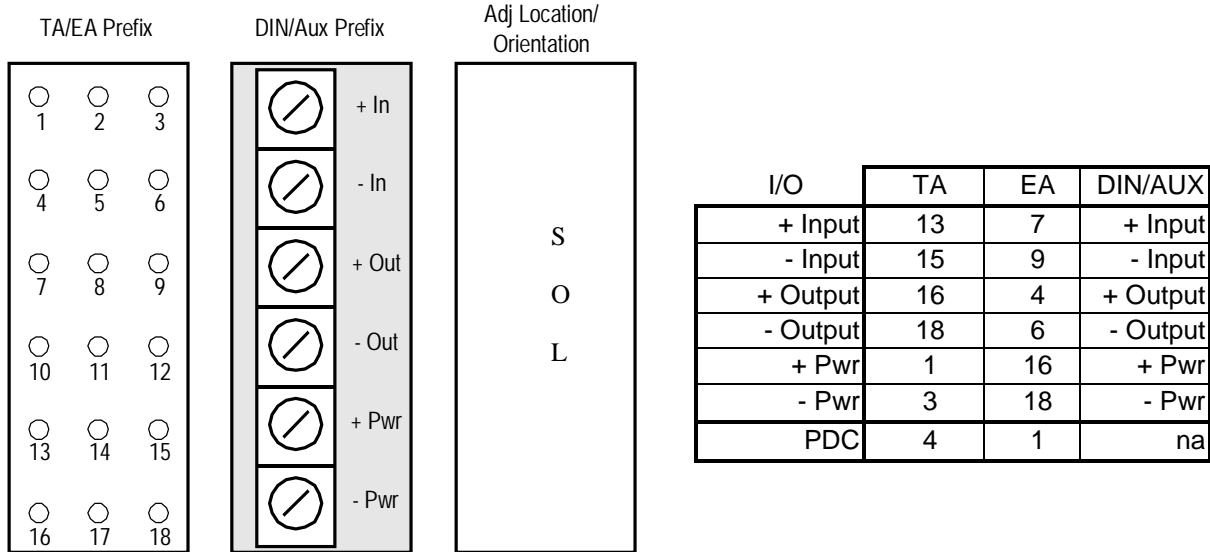 TA/EA Prefix
1 2 3
4 5 6
7 8 9
10 11 12
13 14 15
16 17 18
DIN/Aux Prefix
+ In
- In
+ Out
- Out
+ Pwr
- Pwr
Adj Location/
Orientation
S
O
L
I/O TA EA DIN/AUX
+ Input 13 7 + Input
- Input 15 9 - Input
+ Output 16 4 + Output
- Output 18 6 - Output
+ Pwr 1 16 + Pwr
- Pwr 3 18 - Pwr
PDC 4 1 na